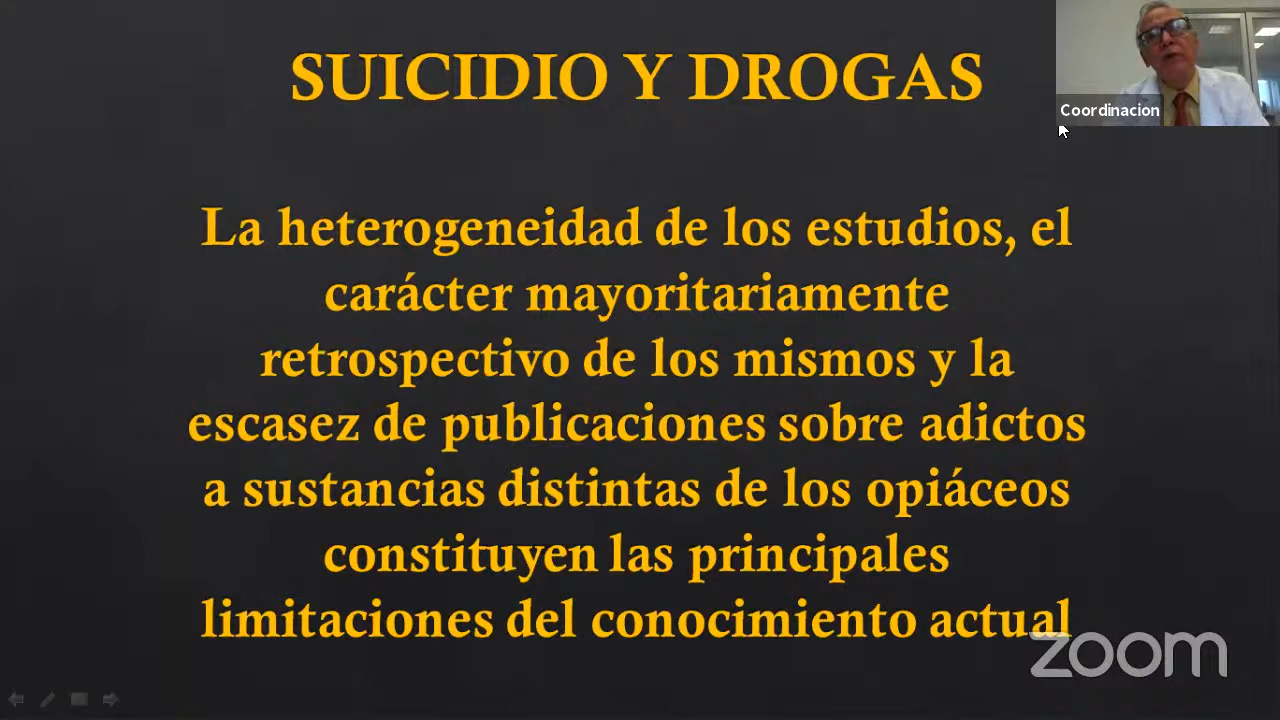 SUICIDIO Y DROGAS
Coordinacion
La heterogeneidad de los estudios, el
carácter mayoritariamente
retrospectivo de los mismos y la
escasez de publicaciones sobre adictos
a sustancias distintas de los opiáceos
constituyen las principales
limitaciones del conocimiento actual
zoom